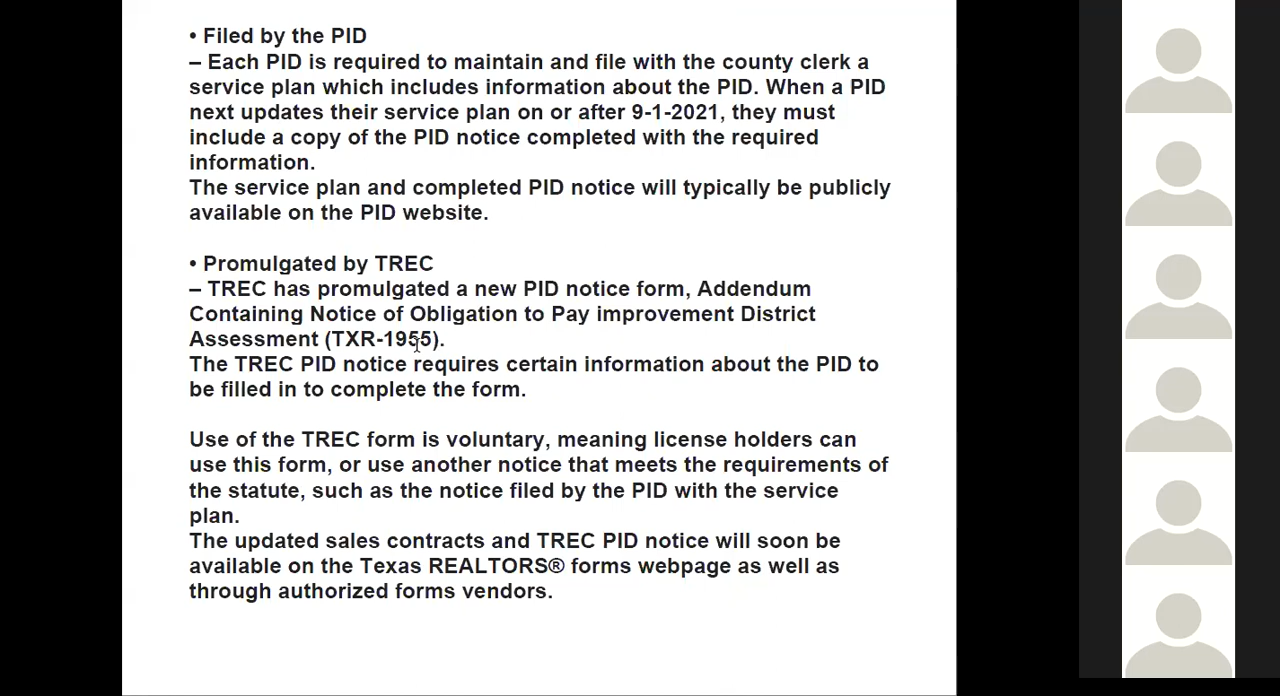 • Filed by the PID
– Each PID is required to maintain and file with the county clerk a
service plan which includes information about the PID. When a PID
next updates their service plan on or after 9-1-2021, they must
include a copy of the PID notice completed with the required
information.
The service plan and completed PID notice will typically be publicly
available on the PID website.
• Promulgated by TREC
– TREC has promulgated a new PID notice form, Addendum
Containing Notice of Obligation to Pay improvement District
Assessment (TXR-1955).
The TREC PID notice requires certain information about the PID to
be filled in to complete the form.
Use of the TREC form is voluntary, meaning license holders can
use this form, or use another notice that meets the requirements of
the statute, such as the notice filed by the PID with the service
plan.
The updated sales contracts and TREC PID notice will soon be
available on the Texas REALTORS® forms webpage as well as
through authorized forms vendors.